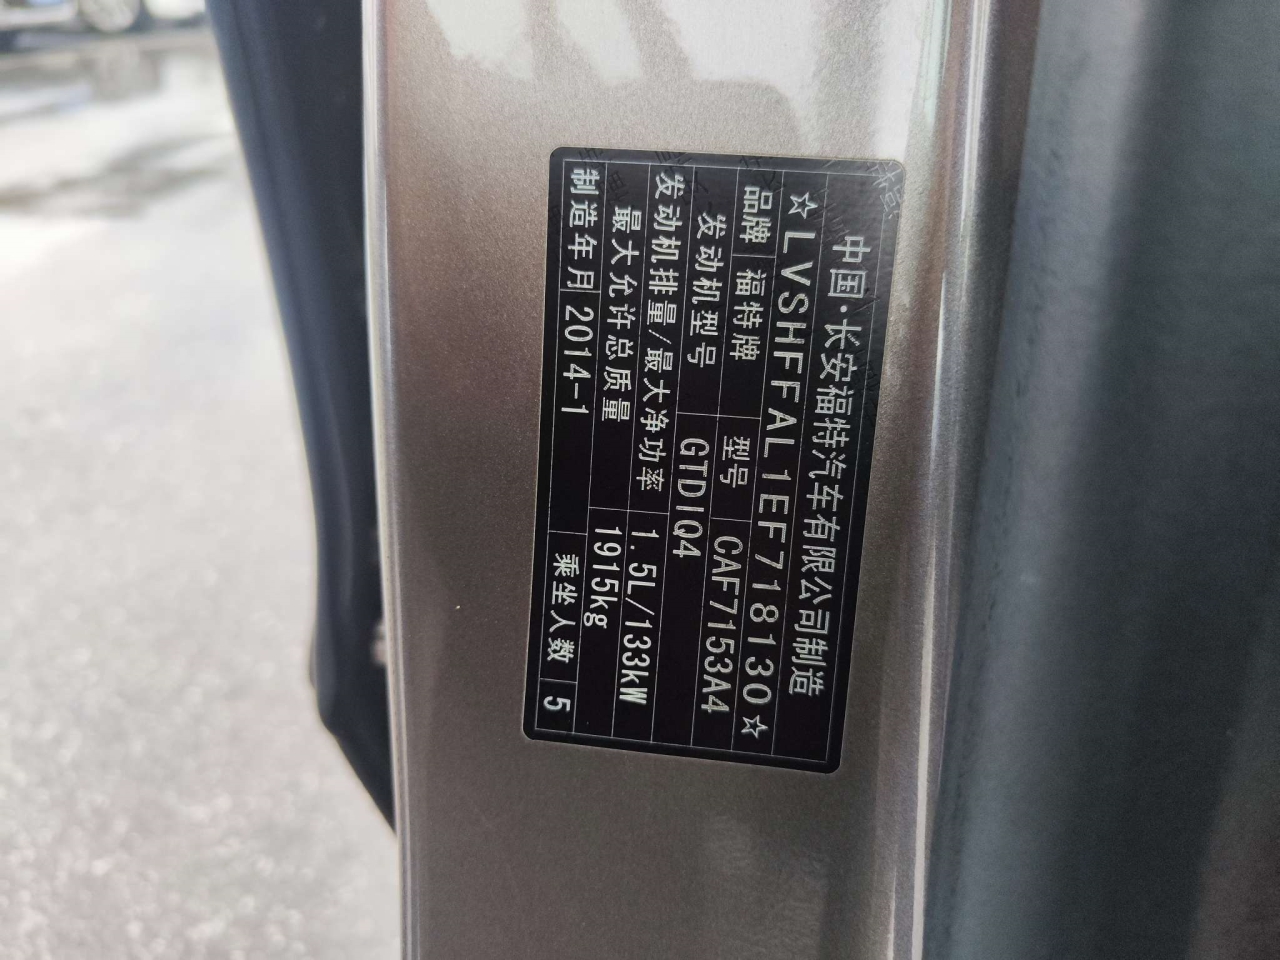 中国·长安福特汽车有限公司制造
☆LVSHFFAL1EF718130☆
品牌 福特牌 型号 CAF7153A4
发动机型号 GTDIQ4
发动机排量/最大净功率 1.5L/133kW
最大允许总质量 1915kg
制造年月 2014-1 乘坐人数 5